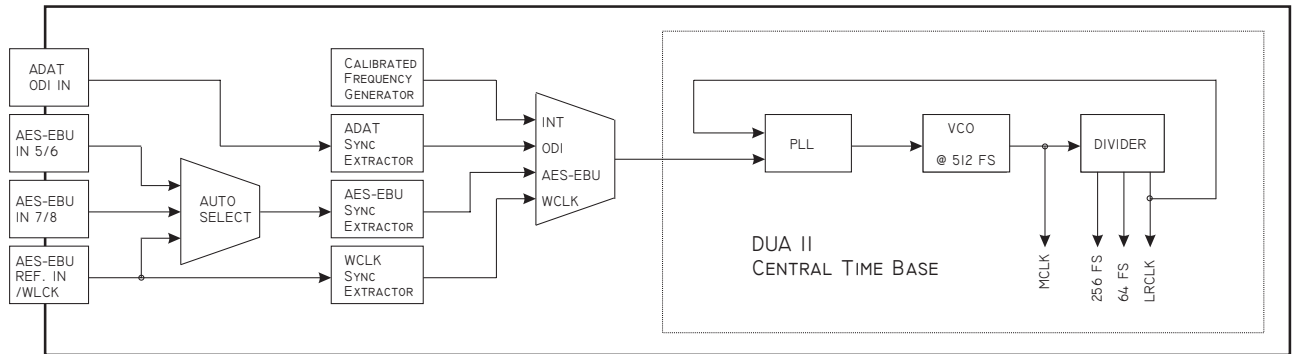 ADAT
ODI IN
AES-EBU
IN 5/6
AES-EBU
IN 7/8
AES-EBU
REF. IN
/WLCK
AUTO
SELECT
CALIBRATED
FREQUENCY
GENERATOR
ADAT
SYNC
EXTRACTOR
AES-EBU
SYNC
EXTRACTOR
WCLK
SYNC
EXTRACTOR
INT
ODI
AES-EBU
WCLK
PLL
VCO
@ 512 FS
DIVIDER
DUA II
CENTRAL TIME BASE
MCLK
256 FS
64 FS
LRCLK